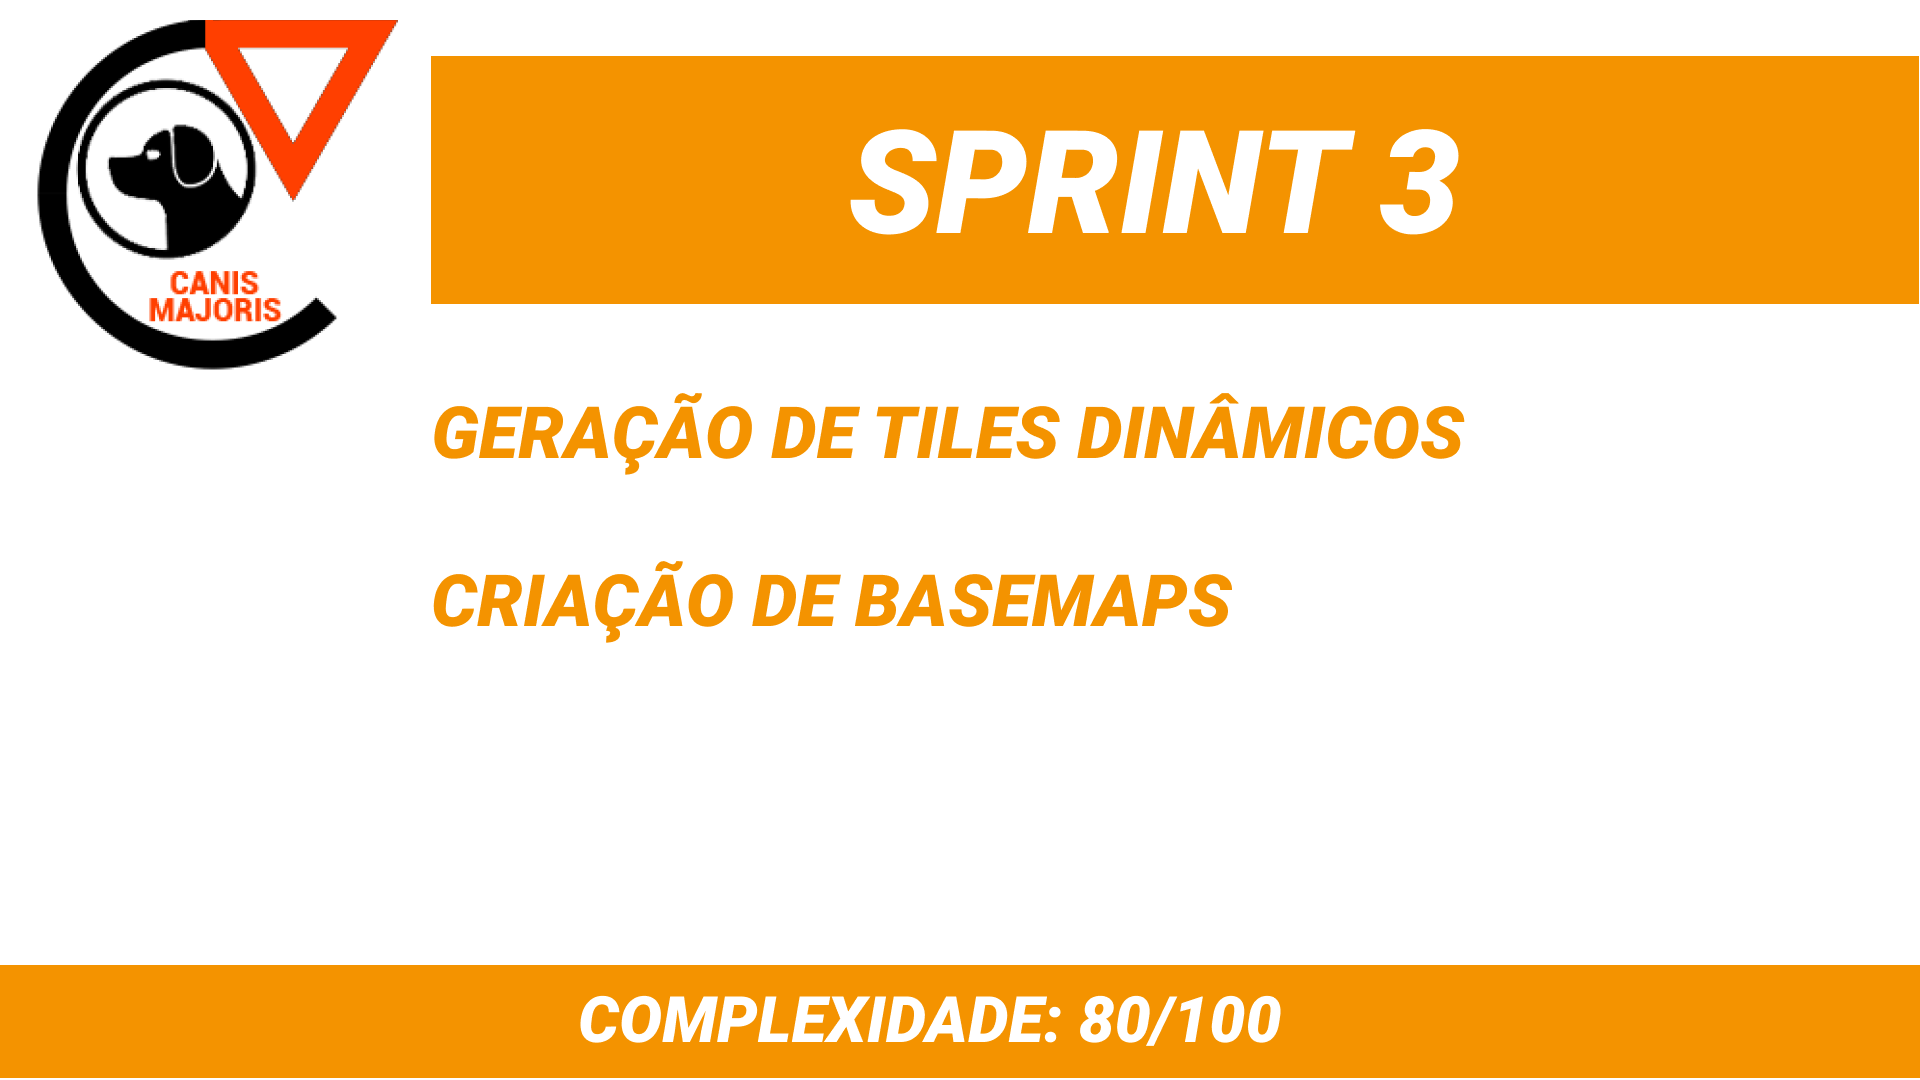 CANIS
MAJORIS
SPRINT 3
GERAÇÃO DE TILES DINÂMICOS
CRIAÇÃO DE BASEMAPS
COMPLEXIDADE: 80/100